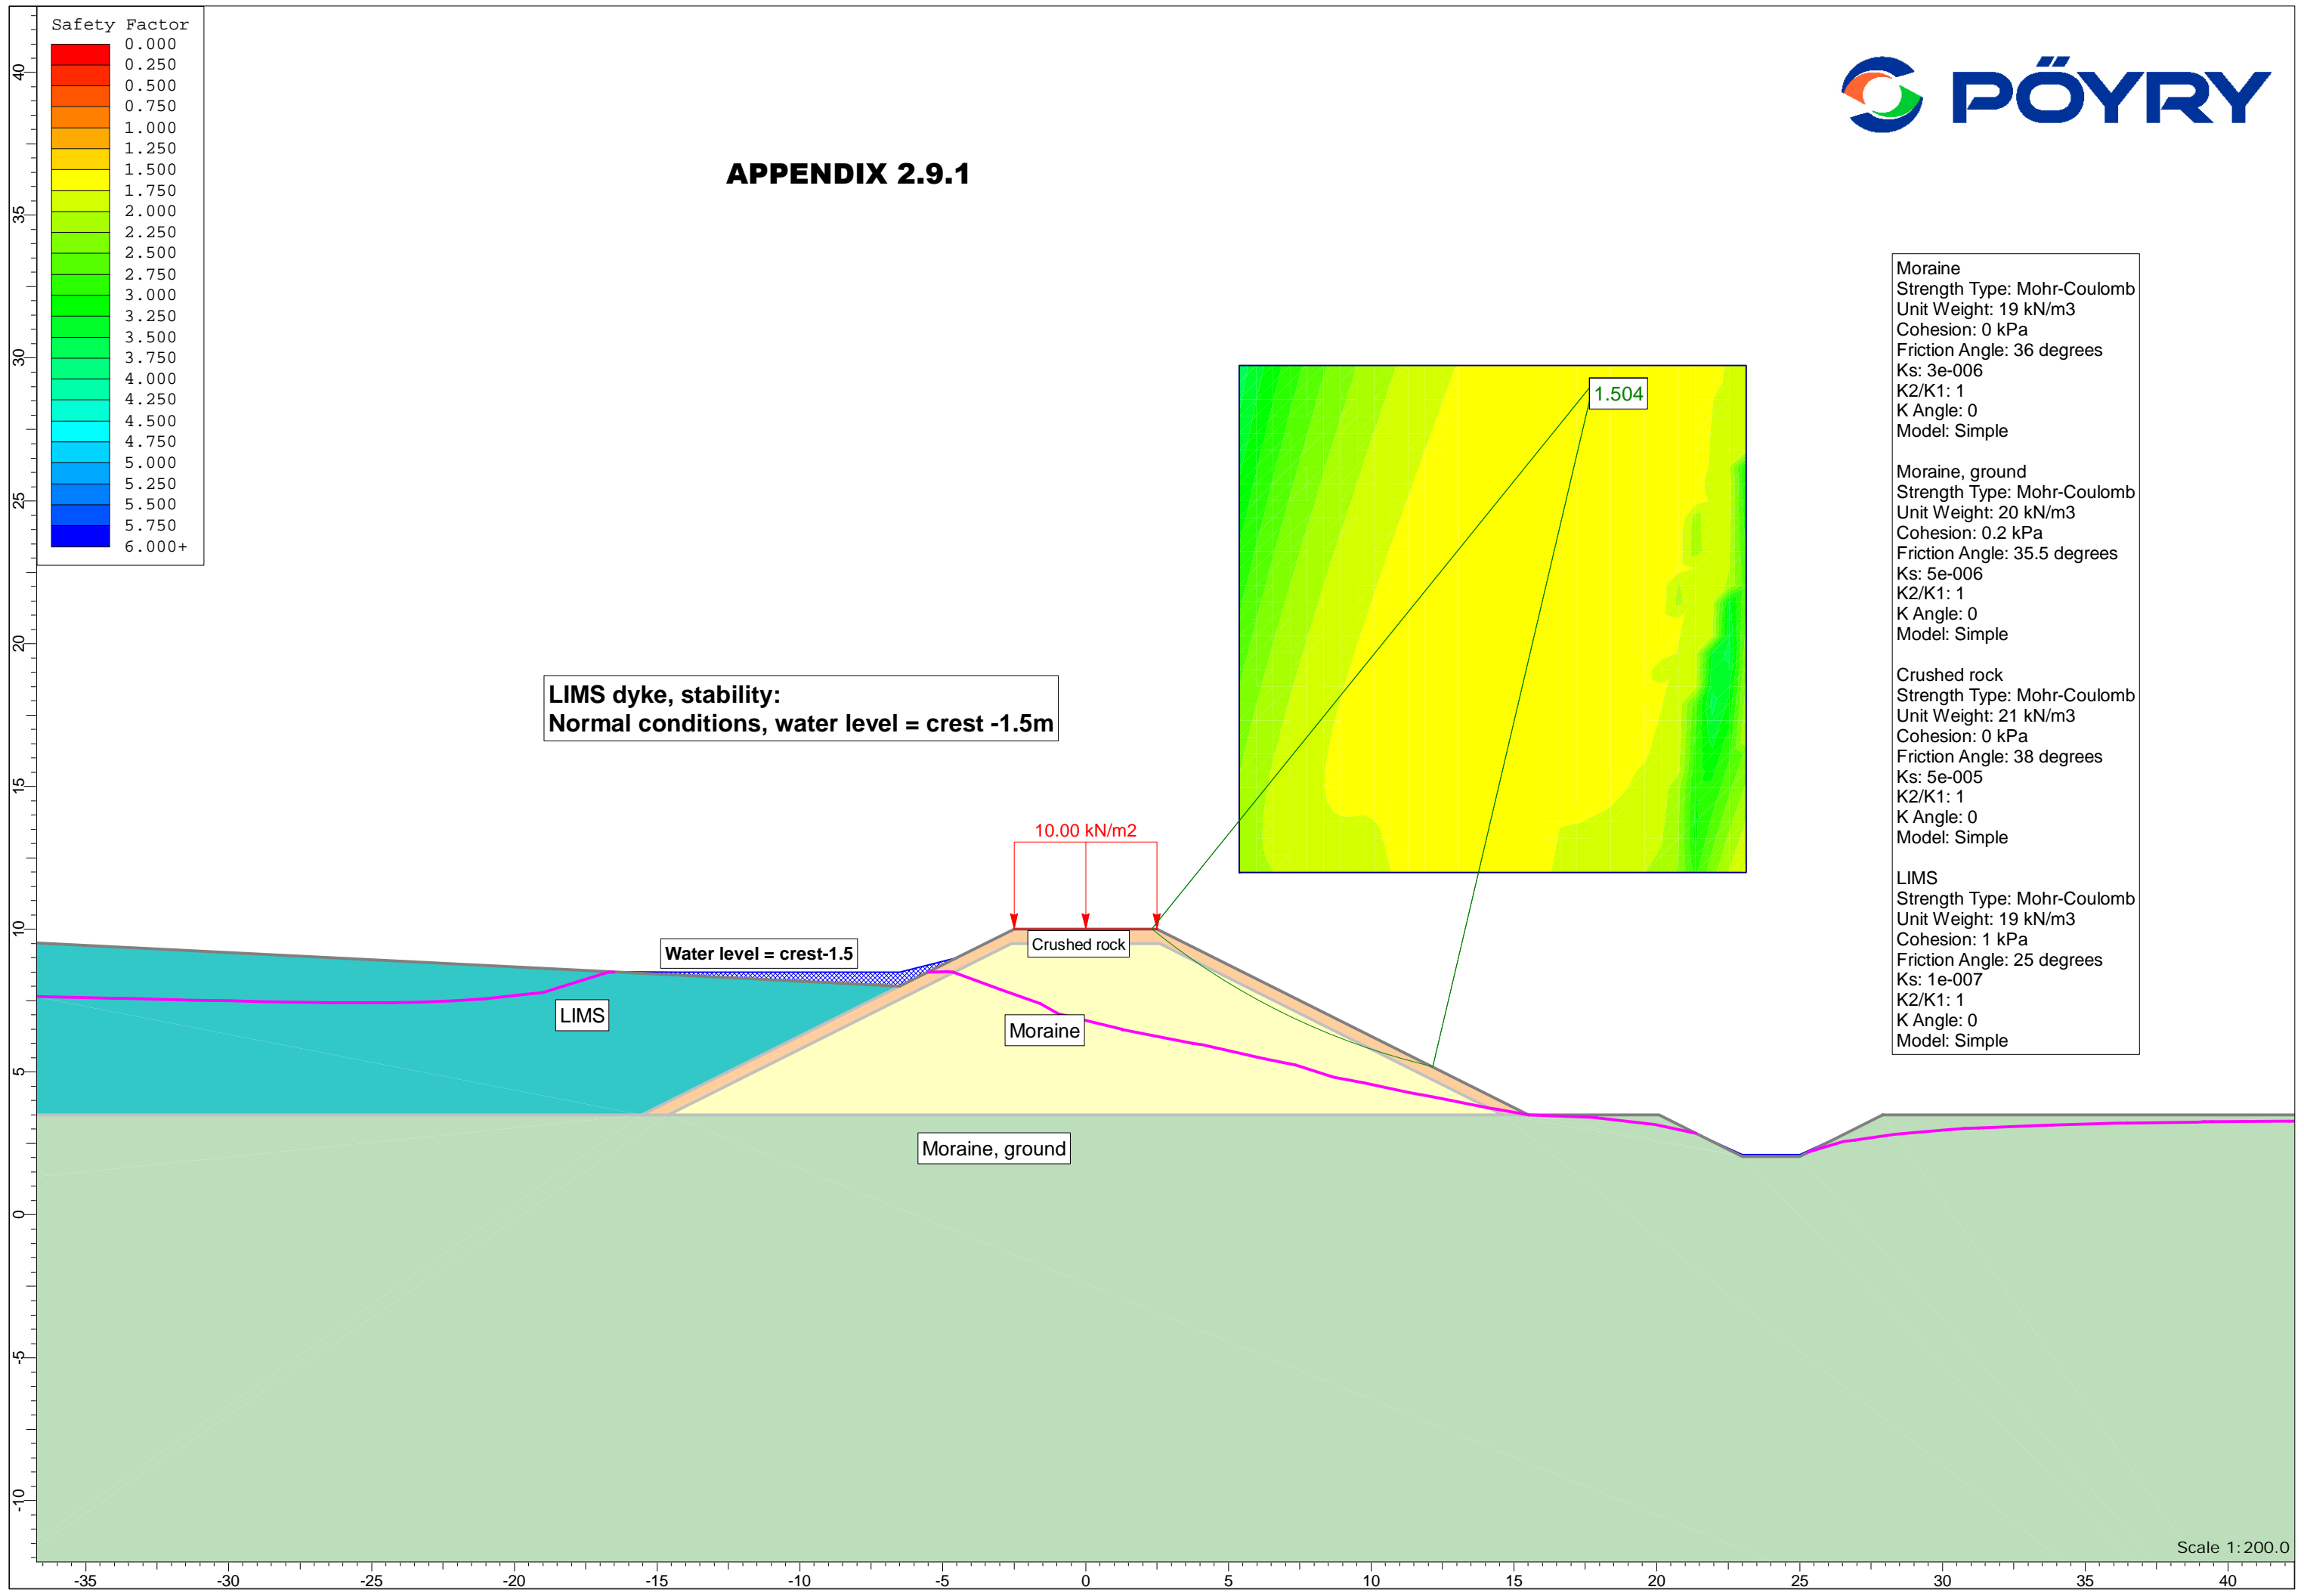 Safety Factor
0.000
0.250
0.500
0.750
1.000
1.250
1.500
1.750
2.000
2.250
2.500
2.750
3.000
3.250
3.500
3.750
4.000
4.250
4.500
4.750
5.000
5.250
5.500
5.750
6.000+
PÖYRY
APPENDIX 2.9.1
Moraine
Strength Type: Mohr-Coulomb
Unit Weight: 19 kN/m3
Cohesion: 0 kPa
Friction Angle: 36 degrees
Ks: 3e-006
K2/K1: 1
K Angle: 0
Model: Simple
Moraine, ground
Strength Type: Mohr-Coulomb
Unit Weight: 20 kN/m3
Cohesion: 0.2 kPa
Friction Angle: 35.5 degrees
Ks: 5e-006
K2/K1: 1
K Angle: 0
Model: Simple
Crushed rock
Strength Type: Mohr-Coulomb
Unit Weight: 21 kN/m3
Cohesion: 0 kPa
Friction Angle: 38 degrees
Ks: 5e-005
K2/K1: 1
K Angle: 0
Model: Simple
LIMS
Strength Type: Mohr-Coulomb
Unit Weight: 19 kN/m3
Cohesion: 1 kPa
Friction Angle: 25 degrees
Ks: 1e-007
K2/K1: 1
K Angle: 0
Model: Simple
1.504
LIMS dyke, stability:
Normal conditions, water level = crest -1.5m
10.00 kN/m2
Crushed rock
Water level = crest-1.5
LIMS
Moraine
Moraine, ground
40
35
30
25
20
15
10
5
0
-5
-10
Scale 1:200.0
-35 -30 -25 -20 -15 -10 -5 0 5 10 15 20 25 30 35 40